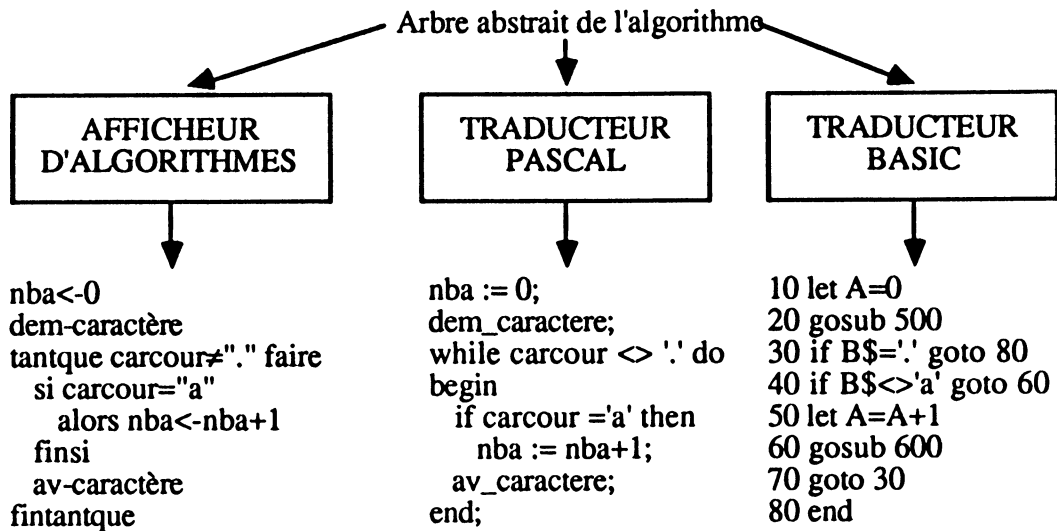 Arbre abstrait de l'algorithme
AFFICHEUR
D'ALGORITHMES
nba<-0
dem-caractère
tantque carcour≠"." faire
si carcour="a"
alors nba<-nba+1
finsi
av-caractère
fintantque
TRADUCTEUR
PASCAL
nba := 0;
dem_caractere;
while carcour <> '.' do
begin
if carcour ='a' then
nba := nba+1;
av_caractere;
end;
TRADUCTEUR
BASIC
10 let A=0
20 gosub 500
30 if B$='.' goto 80
40 if B$<>'a' goto 60
50 let A=A+1
60 gosub 600
70 goto 30
80 end